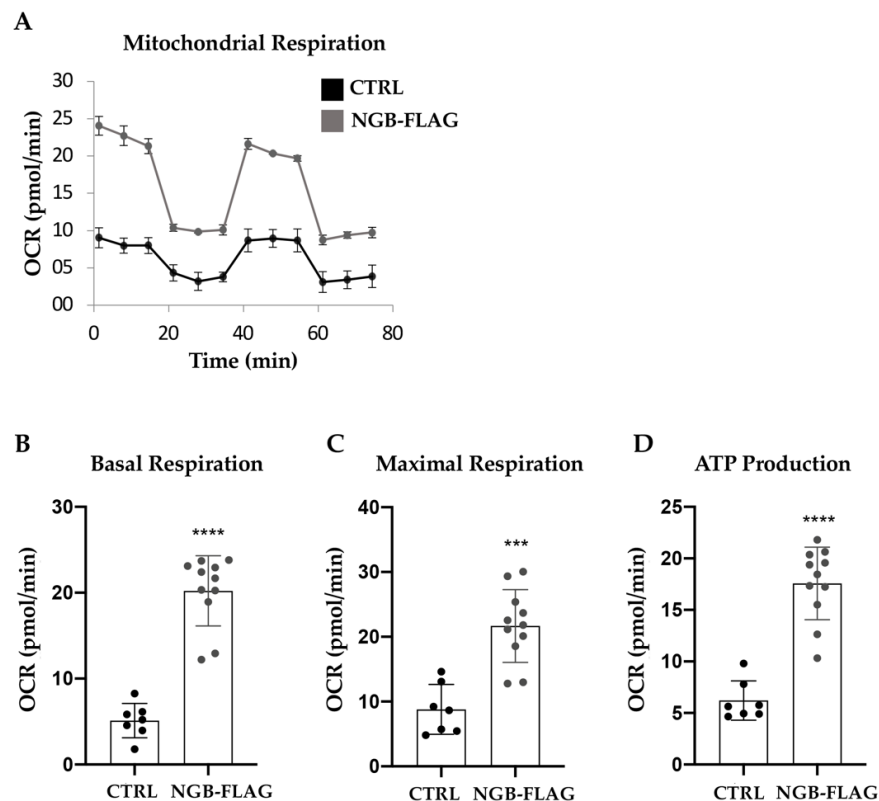 A
Mitochondrial Respiration
OCR (pmol/min)
30
25
20
15
10
05
00
0 20 40 60 80
Time (min)
CTRL
NGB-FLAG
B
Basal Respiration
OCR (pmol/min)
30
20
10
0
****
CTRL NGB-FLAG
C
Maximal Respiration
OCR (pmol/min)
40
30
20
10
0
***
CTRL NGB-FLAG
D
ATP Production
OCR (pmol/min)
25
20
15
10
5
0
****
CTRL NGB-FLAG